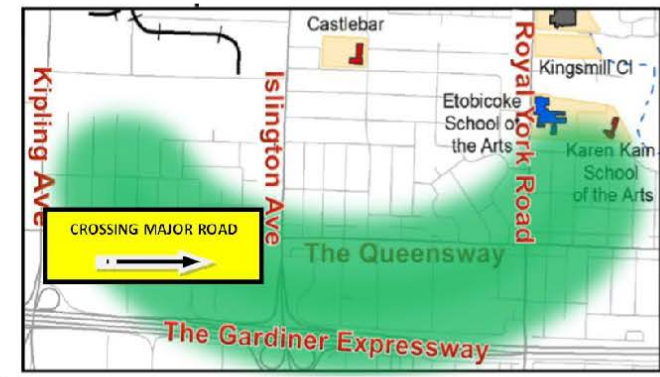 Castlebar
Kingsmill Cl
Royal York Road
Kipling Ave
Islington Ave
Etobicoke
School of
the Arts
Karen Kain
School
of the Arts
CROSSING MAJOR ROAD
The Queensway
The Gardiner Expressway